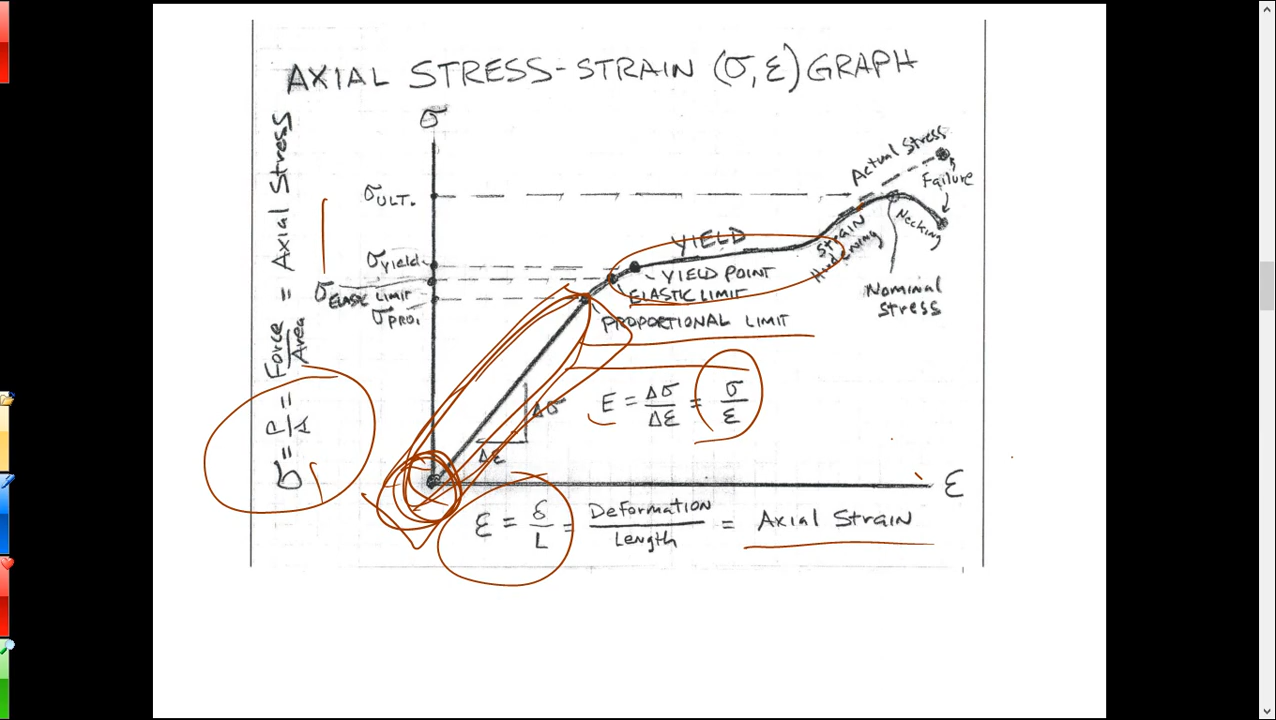 AXIAL STRESS-STRAIN (σ, ε) GRAPH
σ = P/A = Force/Area = Axial Stress
σ
σULT.
σYIELD
σELASTIC LIMIT
σPRO.
Actual Stress
Failure
Necking
Strain Hardening
Nominal
Stress
YIELD
YIELD POINT
ELASTIC LIMIT
PROPORTIONAL LIMIT
E = Δσ/Δε = σ/ε
Δσ
Δε
ε
ε = δ/L = Deformation/Length = Axial Strain